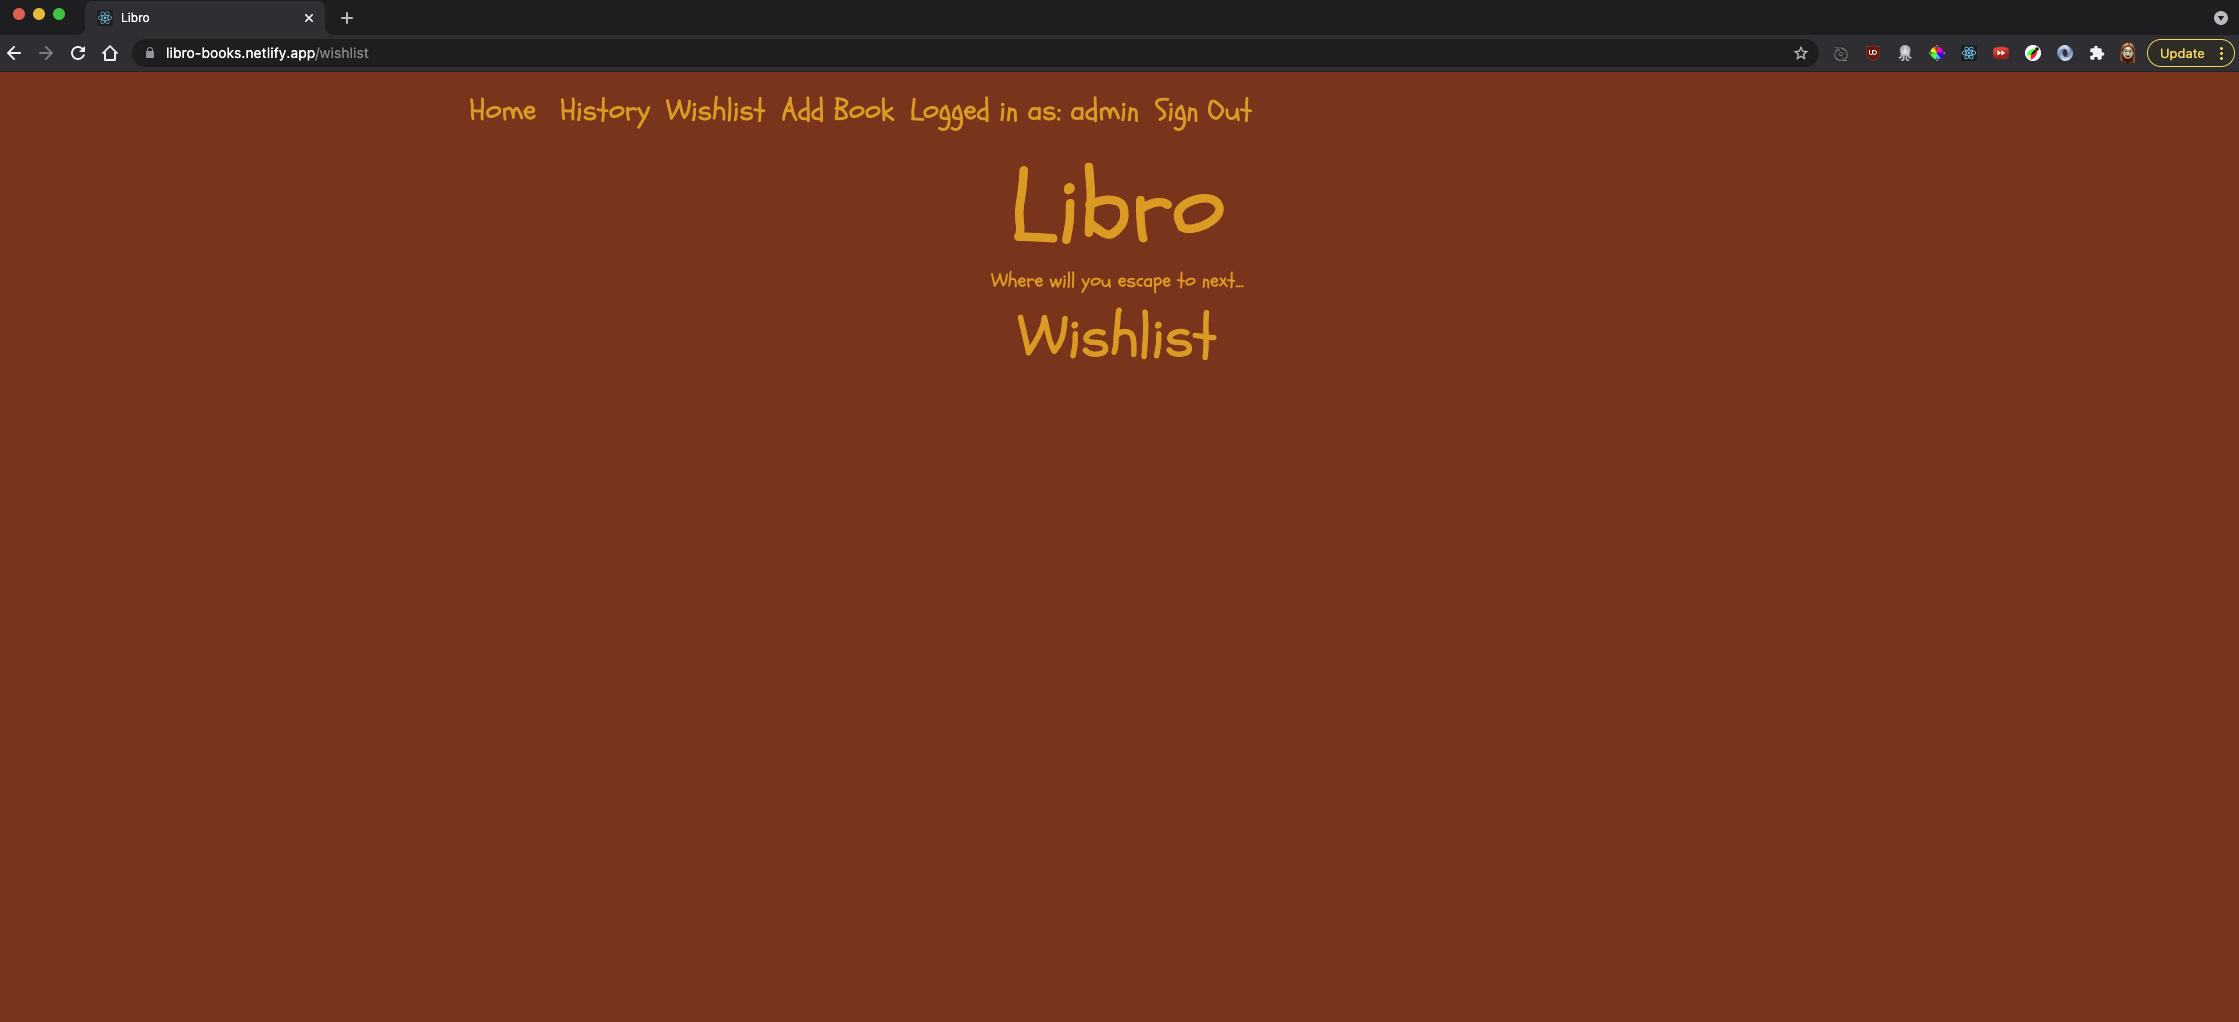 Libro
libro-books.netlify.app/wishlist
Update
Home History Wishlist Add Book Logged in as: admin Sign Out
Libro
Where will you escape to next...
Wishlist